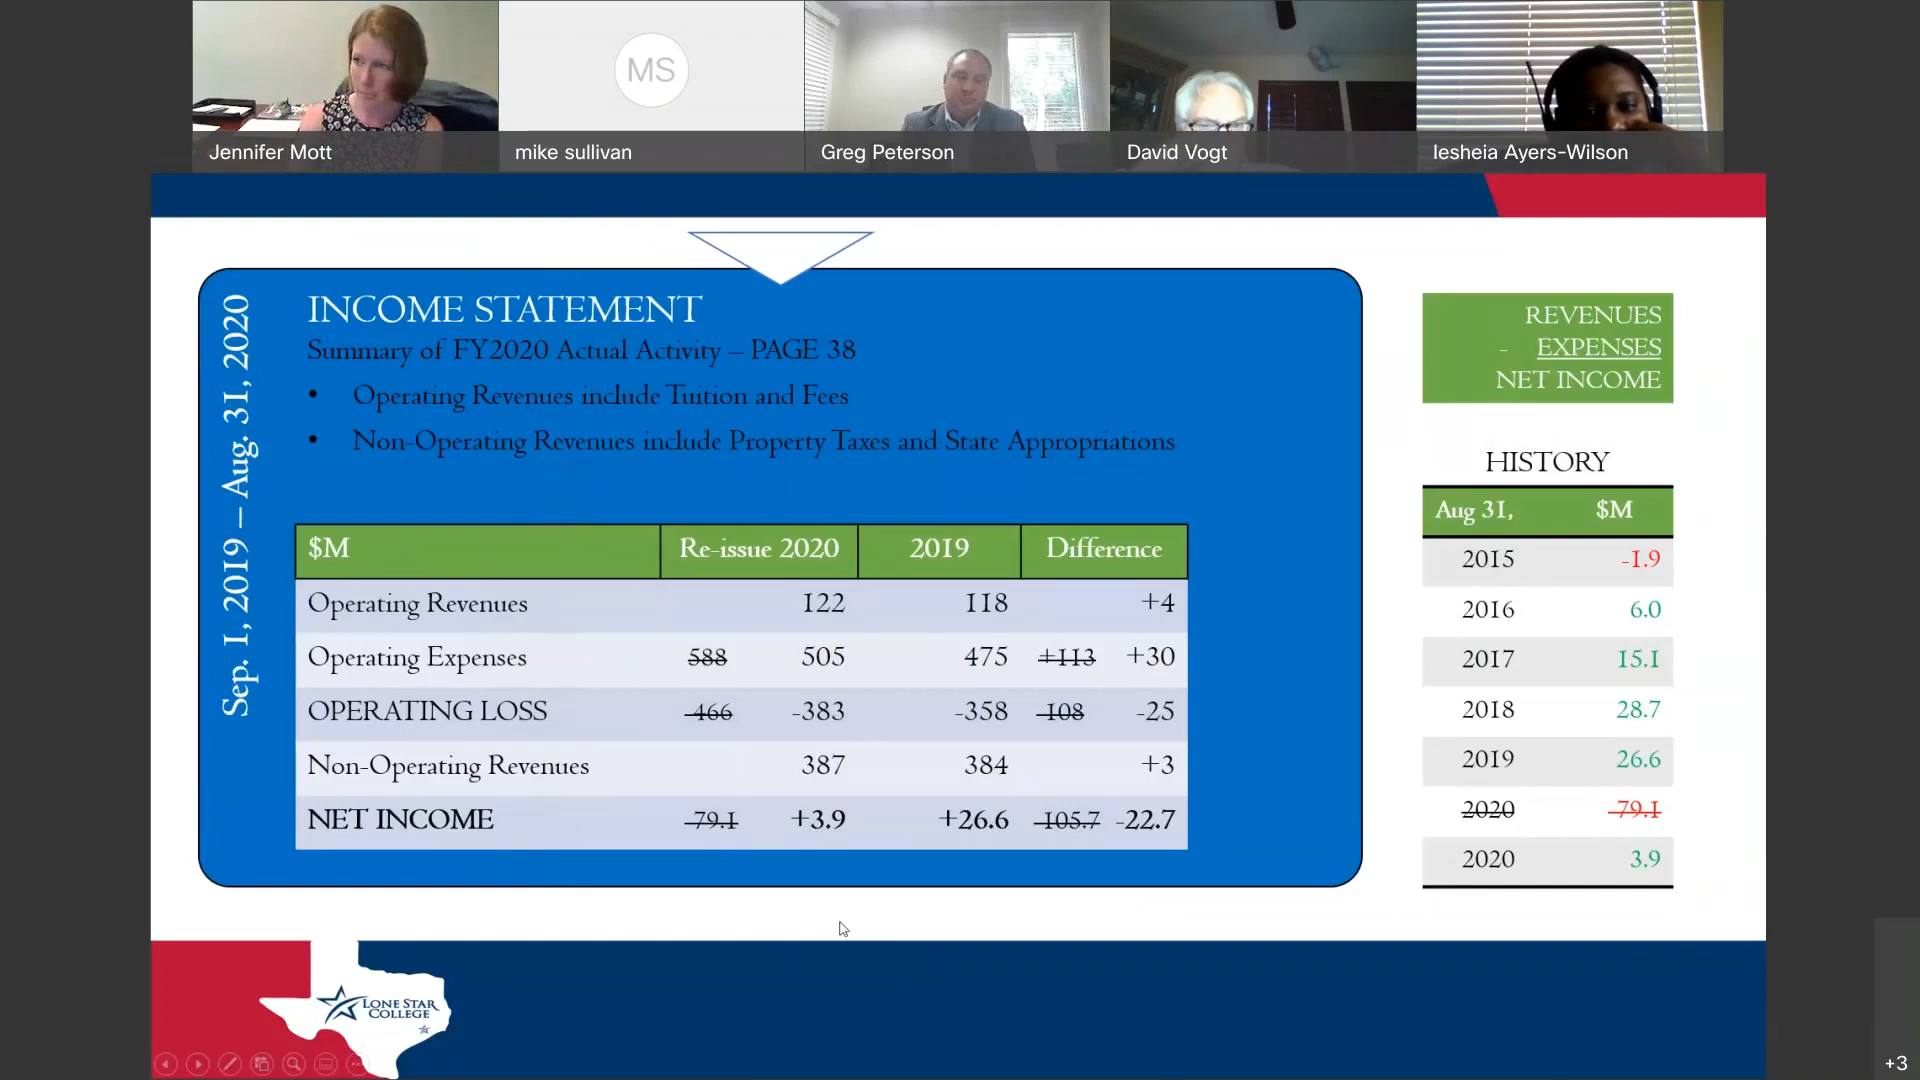 Jennifer Mott
MS
mike sullivan
Greg Peterson
David Vogt
Iesheia Ayers-Wilson
Sep. 1, 2019 – Aug. 31, 2020
INCOME STATEMENT
Summary of FY2020 Actual Activity – PAGE 38
• Operating Revenues include Tuition and Fees
• Non-Operating Revenues include Property Taxes and State Appropriations
$M Re-issue 2020 2019 Difference
Operating Revenues 122 118 +4
Operating Expenses 588 505 475 +113 +30
OPERATING LOSS -466 -383 -358 -108 -25
Non-Operating Revenues 387 384 +3
NET INCOME -79.1 +3.9 +26.6 -105.7 -22.7
REVENUES
- EXPENSES
NET INCOME
HISTORY
Aug 31, $M
2015 -1.9
2016 6.0
2017 15.1
2018 28.7
2019 26.6
2020 -79.1
2020 3.9
LONE STAR
COLLEGE
+3